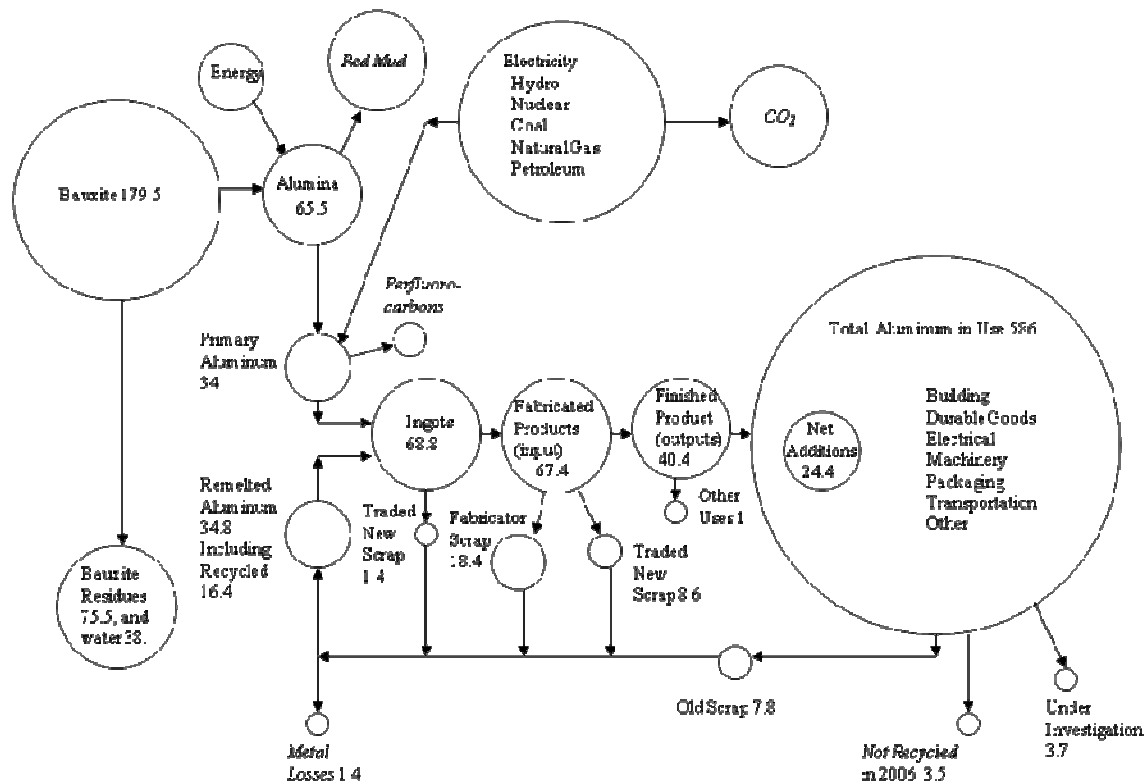 Energy
Red Mud
Electricity
Hydro
Nuclear
Coal
Natural Gas
Petroleum
CO2
Bauxite 179.5
Alumina
65.5
Perfluoro-
carbons
Primary
Aluminum
34
Total Aluminum in Use 586
Building
Durable Goods
Electrical
Machinery
Packaging
Transportation
Other
Net
Additions
24.4
Ingots
68.8
Fabricated
Products
(input)
67.4
Finished
Product
(outputs)
40.4
Other
Uses 1
Remelted
Aluminum
34.8
Including
Recycled
16.4
Traded
New
Scrap
1.4
Fabricator
Scrap
18.4
Traded
New
Scrap 8.6
Bauxite
Residues
75.5, and
water 38.
Old Scrap 7.8
Metal
Losses 1.4
Not Recycled
in 2006 3.5
Under
Investigation
3.7